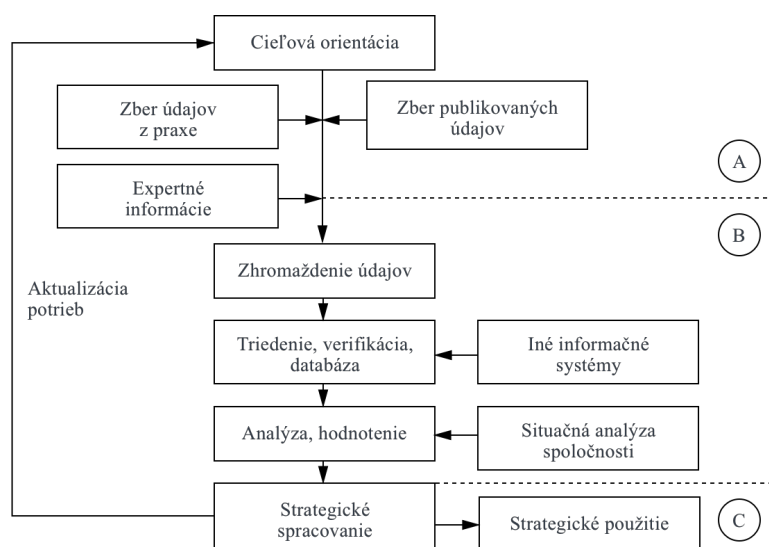 Cieľová orientácia
Zber údajov
z praxe
Zber publikovaných
údajov
A
Expertné
informácie
B
Zhromaždenie údajov
Aktualizácia
potrieb
Triedenie, verifikácia,
databáza
Iné informačné
systémy
Analýza, hodnotenie
Situačná analýza
spoločnosti
Strategické
spracovanie
Strategické použitie
C